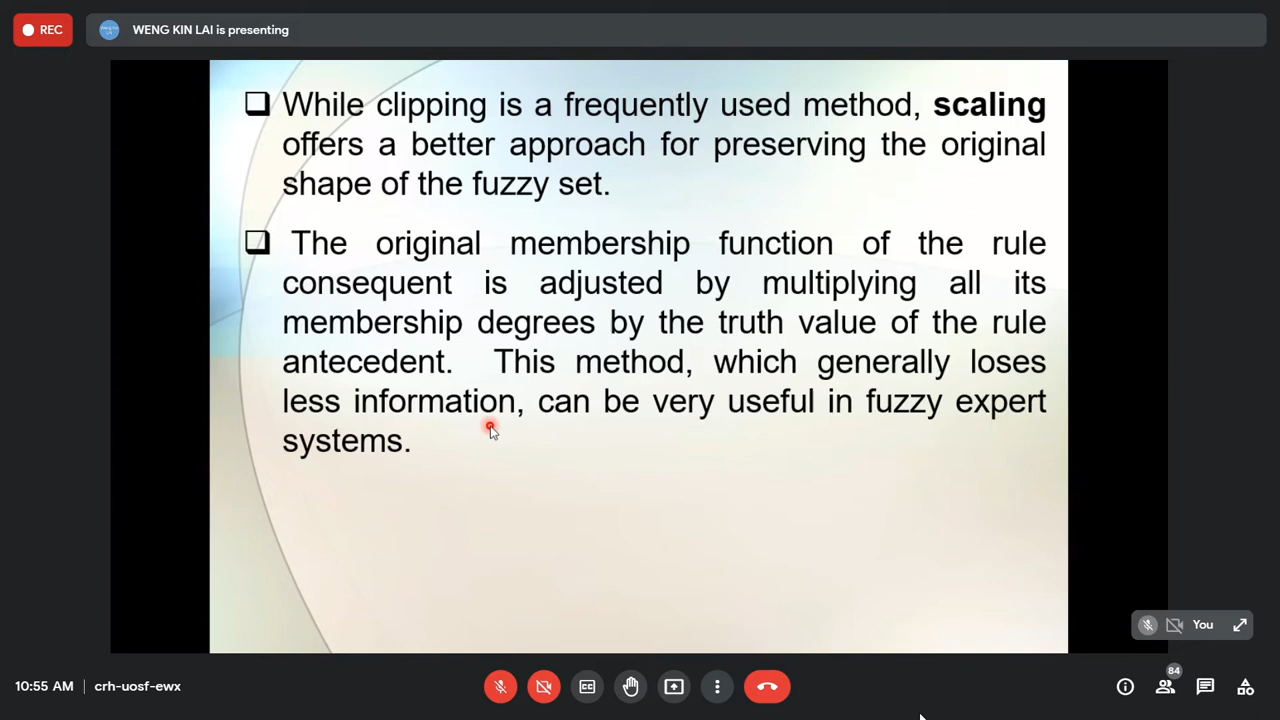 REC
WENG KIN LAI is presenting
While clipping is a frequently used method, scaling
offers a better approach for preserving the original
shape of the fuzzy set.
The original membership function of the rule
consequent is adjusted by multiplying all its
membership degrees by the truth value of the rule
antecedent. This method, which generally loses
less information, can be very useful in fuzzy expert
systems.
You
10:55 AM | crh-uosf-ewx
84